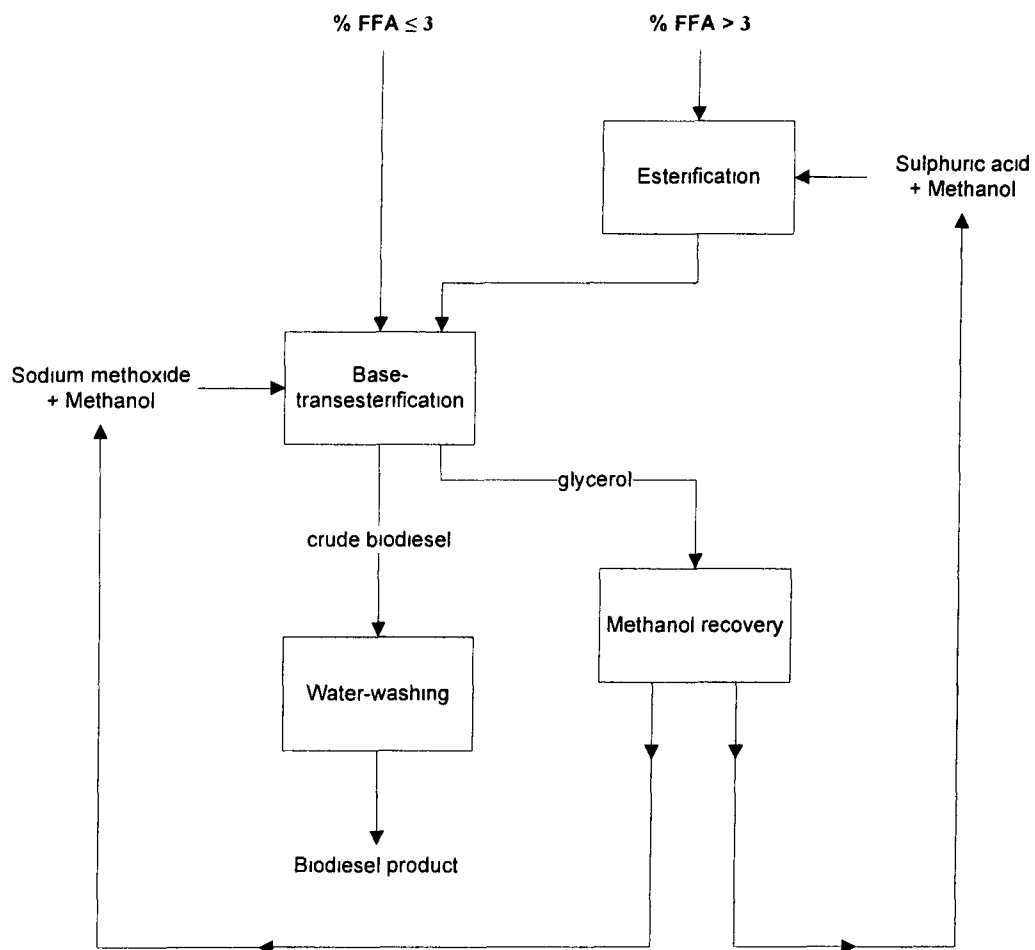 % FFA ≤ 3
% FFA > 3
Esterification
Sulphuric acid
+ Methanol
Sodium methoxide
+ Methanol
Base-
transesterification
glycerol
crude biodiesel
Methanol recovery
Water-washing
Biodiesel product